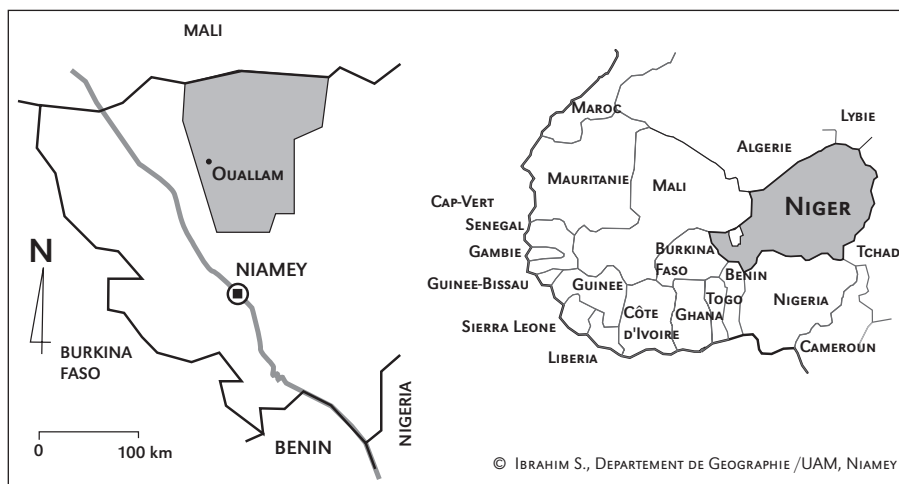 MALI
OUALLAM
N
NIAMEY
BURKINA
FASO
BENIN
NIGERIA
0
100 km
MAROC
LYBIE
ALGERIE
MAURITANIE
MALI
CAP-VERT
NIGER
SENEGAL
GAMBIE
BURKINA
FASO
TCHAD
GUINEE-BISSAU
GUINEE
BENIN
TOGO
NIGERIA
CÔTE
D'IVOIRE
GHANA
SIERRA LEONE
LIBERIA
CAMEROUN
© IBRAHIM S., DEPARTEMENT DE GEOGRAPHIE /UAM, NIAMEY